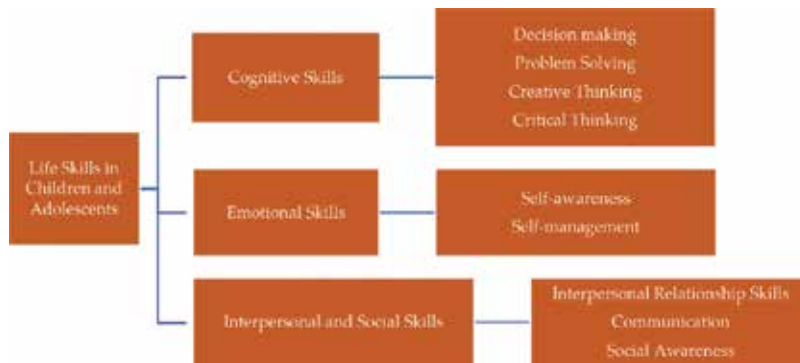 Life Skills in
Children and
Adolescents
Cognitive Skills
Decision making
Problem Solving
Creative Thinking
Critical Thinking
Emotional Skills
Self-awareness
Self-management
Interpersonal and Social Skills
Interpersonal Relationship Skills
Communication
Social Awareness